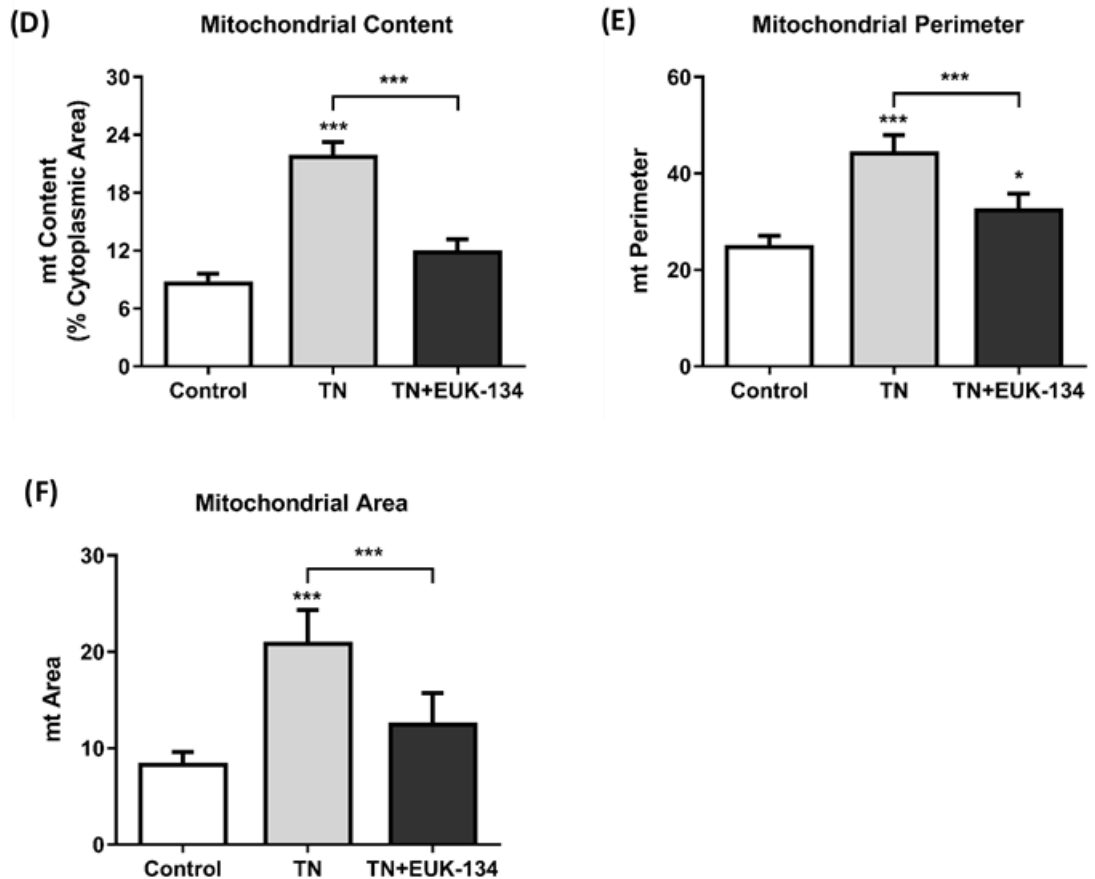 (D)
Mitochondrial Content
mt Content
(% Cytoplasmic Area)
30
24
18
12
6
0
***
***
Control
TN
TN+EUK-134
(E)
Mitochondrial Perimeter
mt Perimeter
60
40
20
0
***
***
*
Control
TN
TN+EUK-134
(F)
Mitochondrial Area
mt Area
30
20
10
0
***
***
Control
TN
TN+EUK-134